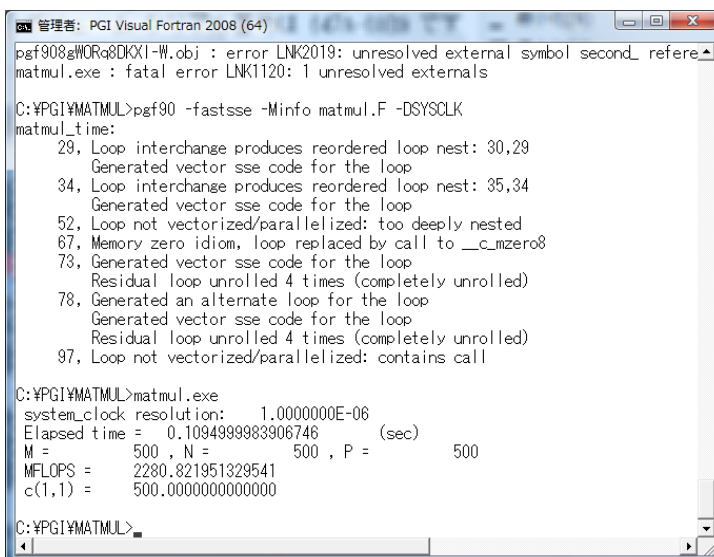 管理者: PGI Visual Fortran 2008 (64)
pgf908gWORq8DKXl-W.obj : error LNK2019: unresolved external symbol second_ refere
matmul.exe : fatal error LNK1120: 1 unresolved externals
C:¥PGI¥MATMUL>pgf90 -fastsse -Minfo matmul.F -DSYSCLK
matmul_time:
29, Loop interchange produces reordered loop nest: 30,29
Generated vector sse code for the loop
34, Loop interchange produces reordered loop nest: 35,34
Generated vector sse code for the loop
52, Loop not vectorized/parallelized: too deeply nested
67, Memory zero idiom, loop replaced by call to __c_mzero8
73, Generated vector sse code for the loop
Residual loop unrolled 4 times (completely unrolled)
78, Generated an alternate loop for the loop
Generated vector sse code for the loop
Residual loop unrolled 4 times (completely unrolled)
97, Loop not vectorized/parallelized: contains call
C:¥PGI¥MATMUL>matmul.exe
system_clock resolution: 1.0000000E-06
Elapsed time = 0.1094999983906746 (sec)
M = 500 , N = 500 , P = 500
MFLOPS = 2280.821951329541
c(1,1) = 500.0000000000000
C:¥PGI¥MATMUL>_